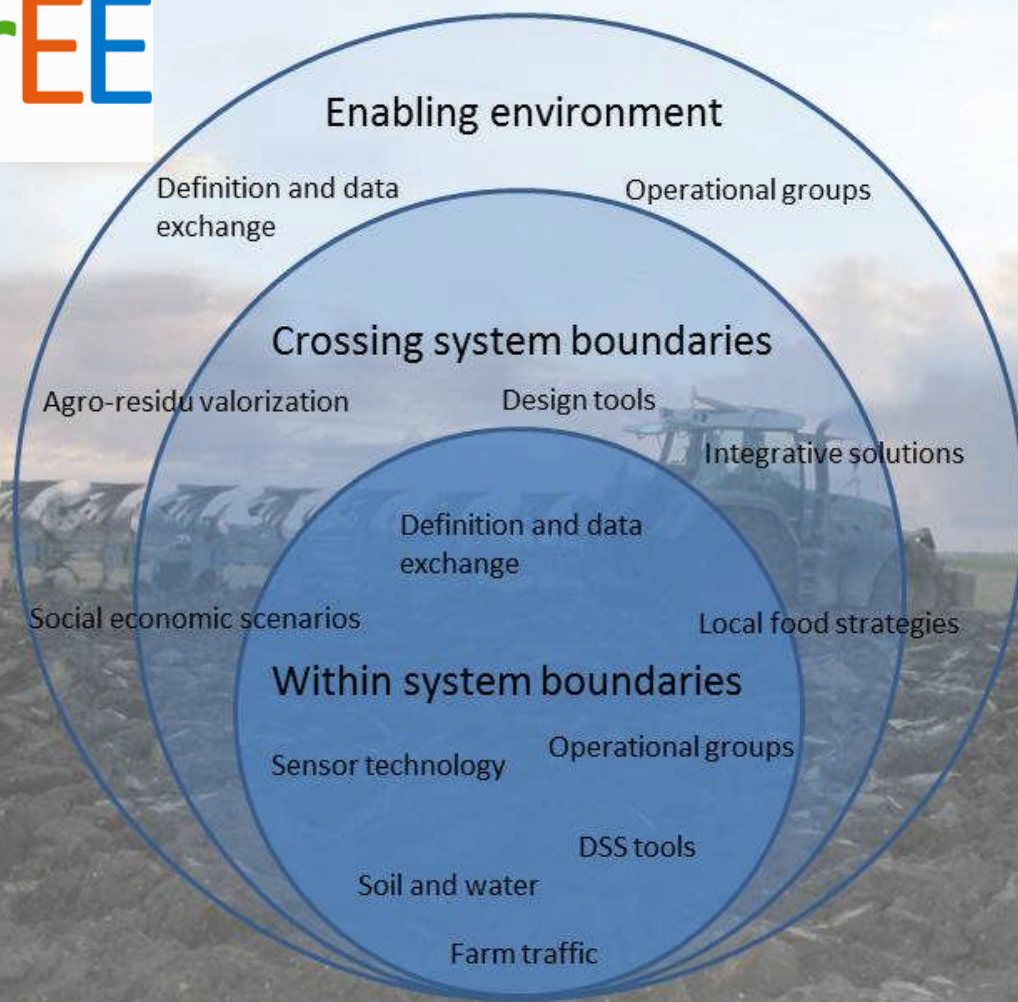 rEE
Enabling environment
Definition and data
exchange
Operational groups
Crossing system boundaries
Agro-residu valorization
Design tools
Integrative solutions
Definition and data
exchange
Social economic scenarios
Local food strategies
Within system boundaries
Sensor technology
Operational groups
DSS tools
Soil and water
Farm traffic